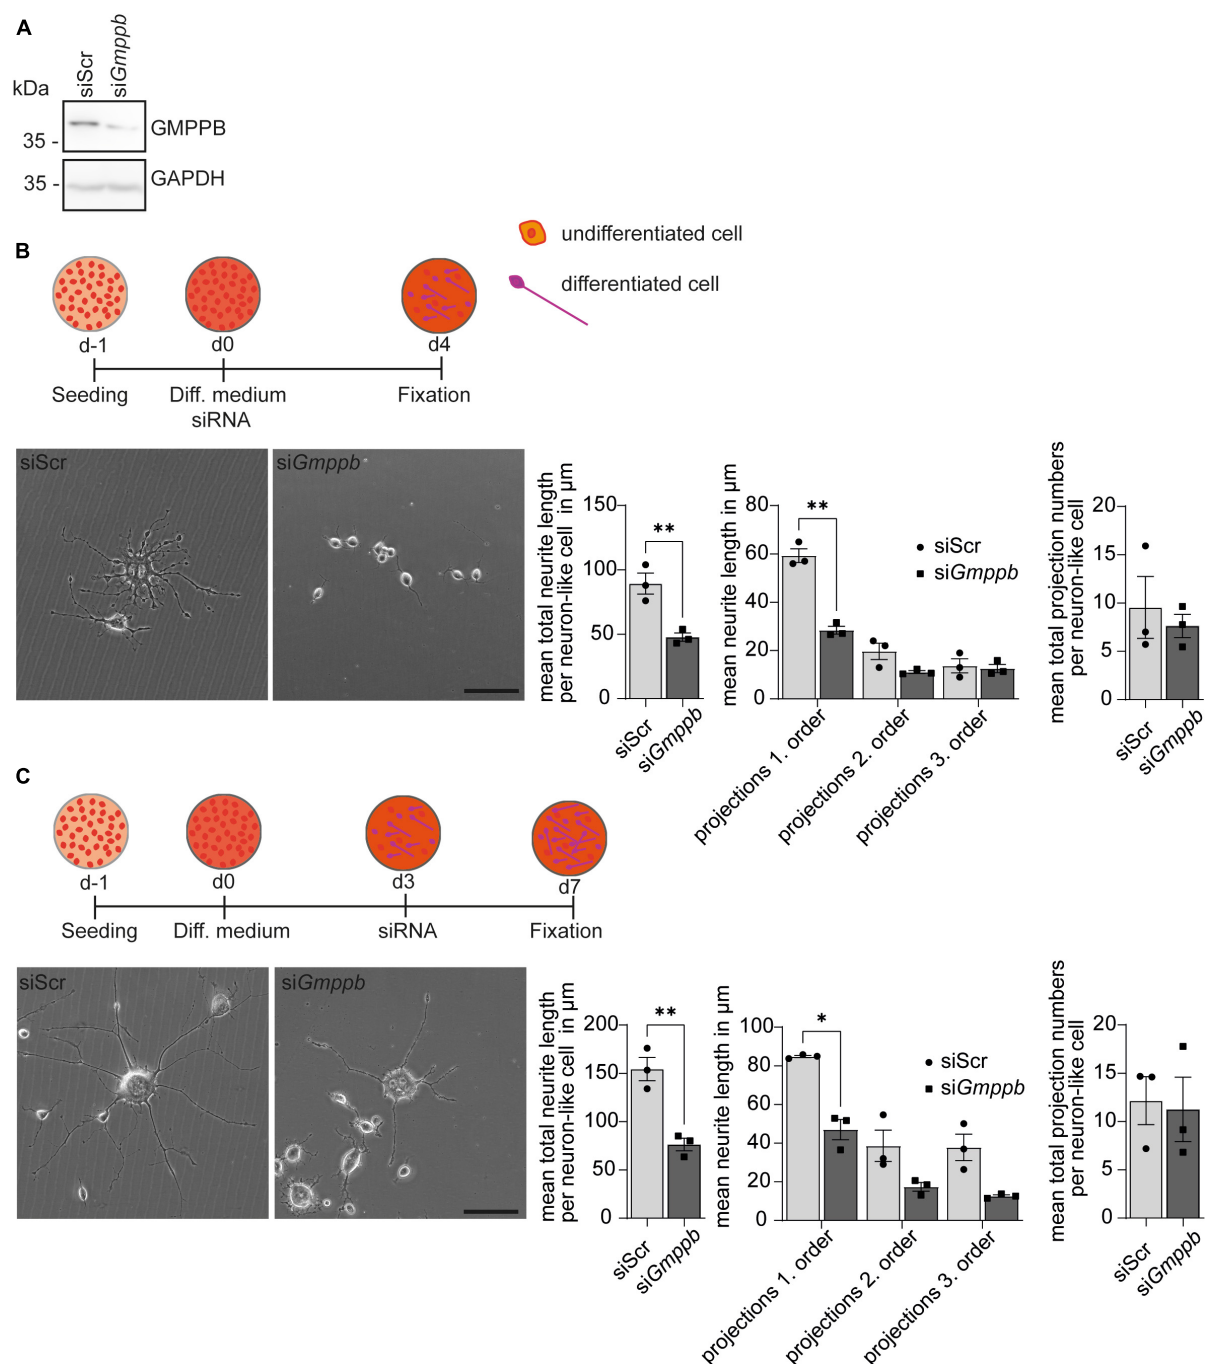 A
siScr
siGmppb
kDa
GMPPB
35 -
GAPDH
35 -
undifferentiated cell
differentiated cell
B
d-1
d0
d4
Seeding
Diff. medium
siRNA
Fixation
siScr
siGmppb
mean total neurite length
per neuron-like cell in µm
150
100
50
0
**
siScr
siGmppb
mean neurite length in µm
80
60
40
20
0
**
siScr
siGmppb
projections 1. order
projections 2. order
projections 3. order
mean total projection numbers
per neuron-like cell
20
15
10
5
0
siScr
siGmppb
C
d-1
d0
d3
d7
Seeding
Diff. medium
siRNA
Fixation
siScr
siGmppb
mean total neurite length
per neuron-like cell in µm
200
150
100
50
0
**
siScr
siGmppb
mean neurite length in µm
100
80
60
40
20
0
*
siScr
siGmppb
projections 1. order
projections 2. order
projections 3. order
mean total projection numbers
per neuron-like cell
20
15
10
5
0
siScr
siGmppb